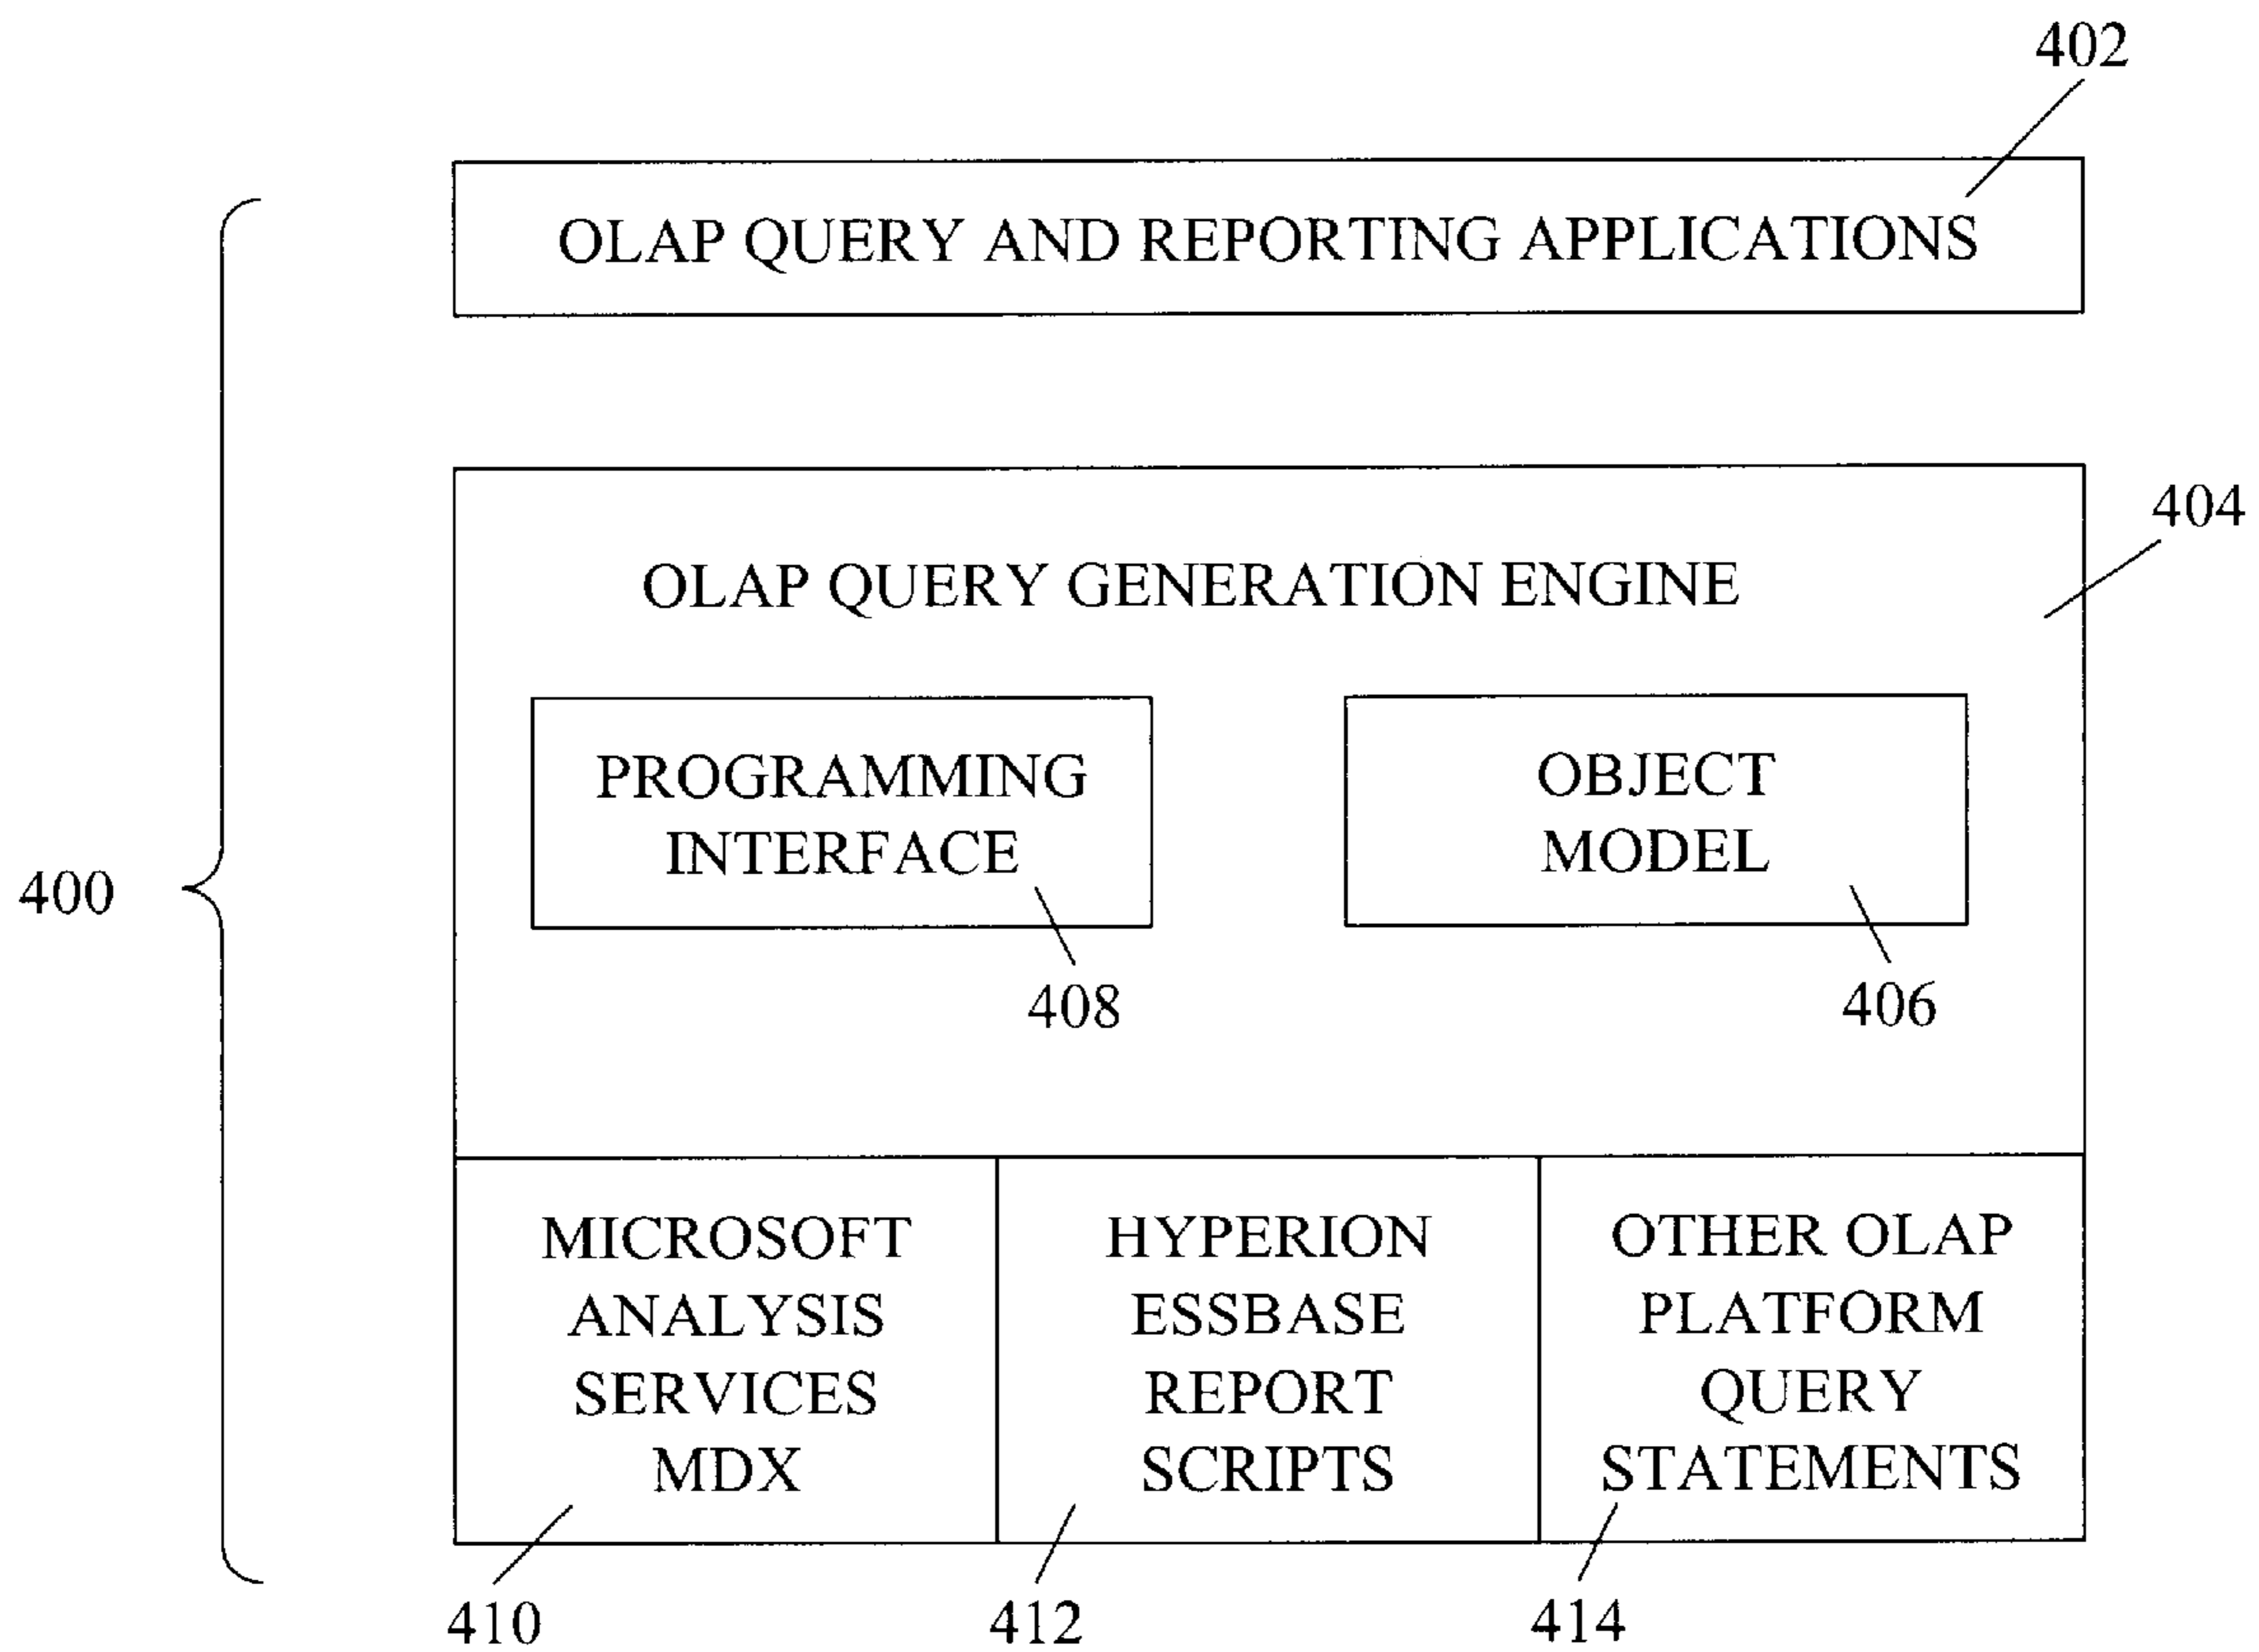 402
OLAP QUERY AND REPORTING APPLICATIONS
404
OLAP QUERY GENERATION ENGINE
PROGRAMMING
INTERFACE
408
OBJECT
MODEL
406
400
MICROSOFT
ANALYSIS
SERVICES
MDX
410
HYPERION
ESSBASE
REPORT
SCRIPTS
412
OTHER OLAP
PLATFORM
QUERY
STATEMENTS
414